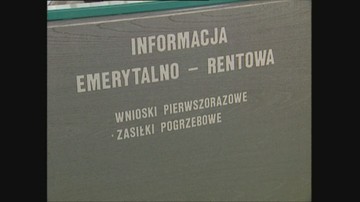 INFORMACJA
EMERYTALNO – RENTOWA
WNIOSKI PIERWSZORAZOWE
· ZASIŁKI POGRZEBOWE